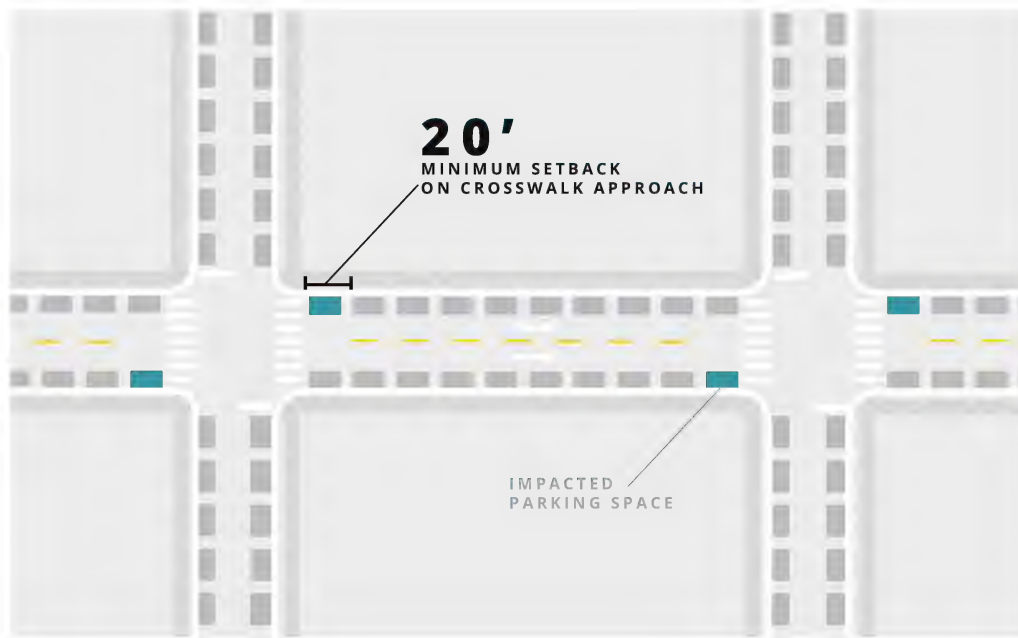 20’
MINIMUM SETBACK
ON CROSSWALK APPROACH
IMPACTED
PARKING SPACE